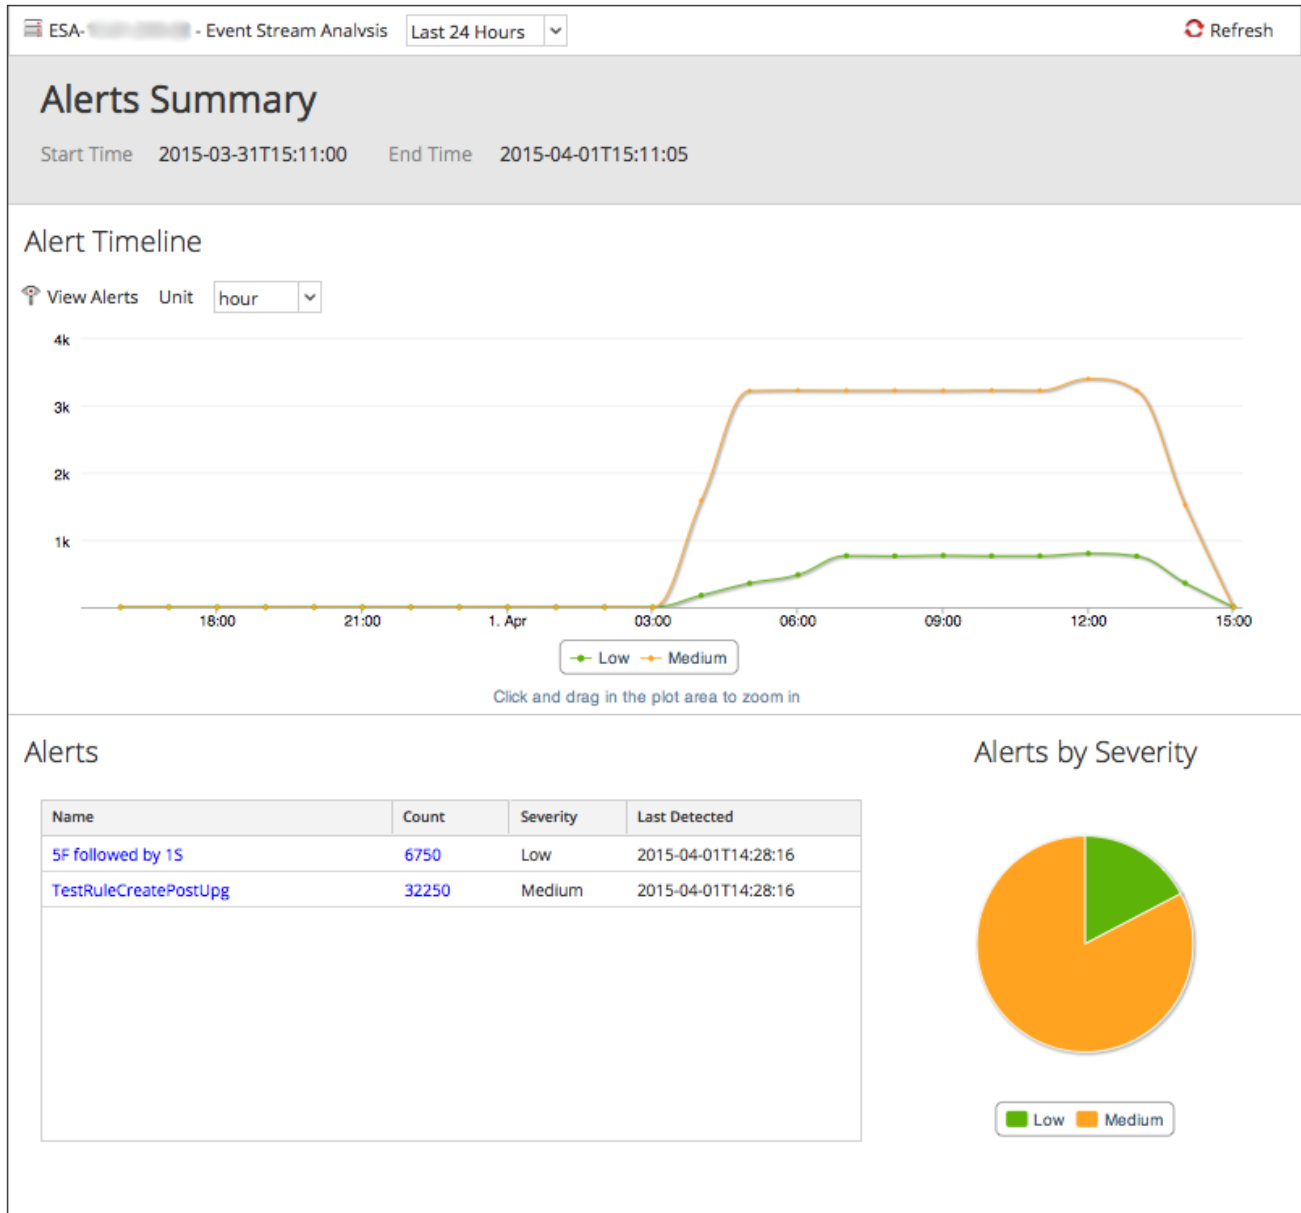 ESA- - Event Stream Analysis Last 24 Hours Refresh
Alerts Summary
Start Time 2015-03-31T15:11:00 End Time 2015-04-01T15:11:05
Alert Timeline
View Alerts Unit hour
4k
3k
2k
1k
18:00 21:00 1. Apr 03:00 06:00 09:00 12:00 15:00
Low Medium
Click and drag in the plot area to zoom in
Alerts
Name Count Severity Last Detected
5F followed by 1S 6750 Low 2015-04-01T14:28:16
TestRuleCreatePostUpg 32250 Medium 2015-04-01T14:28:16
Alerts by Severity
Low Medium